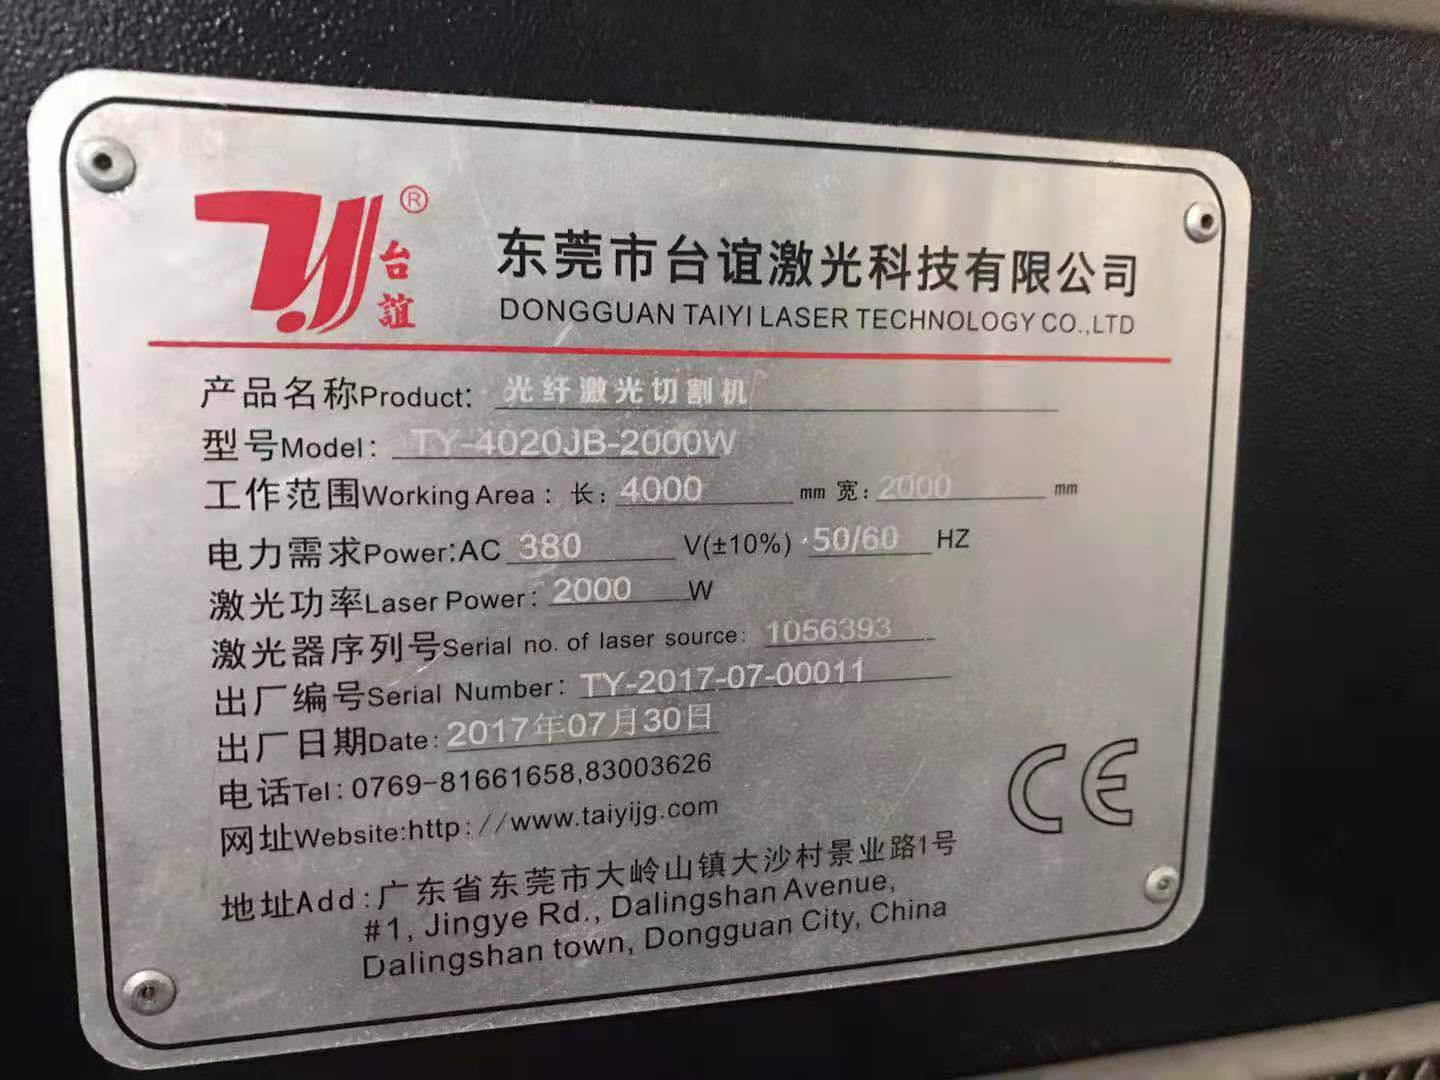 ®
台誼
东莞市台谊激光科技有限公司
DONGGUAN TAIYI LASER TECHNOLOGY CO.,LTD
产品名称Product: 光纤激光切割机
型号Model: TY-4020JB-2000W
工作范围Working Area: 长: 4000 mm 宽: 2000 mm
电力需求Power:AC 380 V(±10%) 50/60 HZ
激光功率Laser Power: 2000 W
激光器序列号Serial no. of laser source: 1056393
出厂编号Serial Number: TY-2017-07-00011
出厂日期Date: 2017年07月30日
电话Tel: 0769-81661658,83003626
网址Website:http://www.taiyijg.com
地址Add:广东省东莞市大岭山镇大沙村景业路1号
#1, Jingye Rd., Dalingshan Avenue,
Dalingshan town, Dongguan City, China
CE